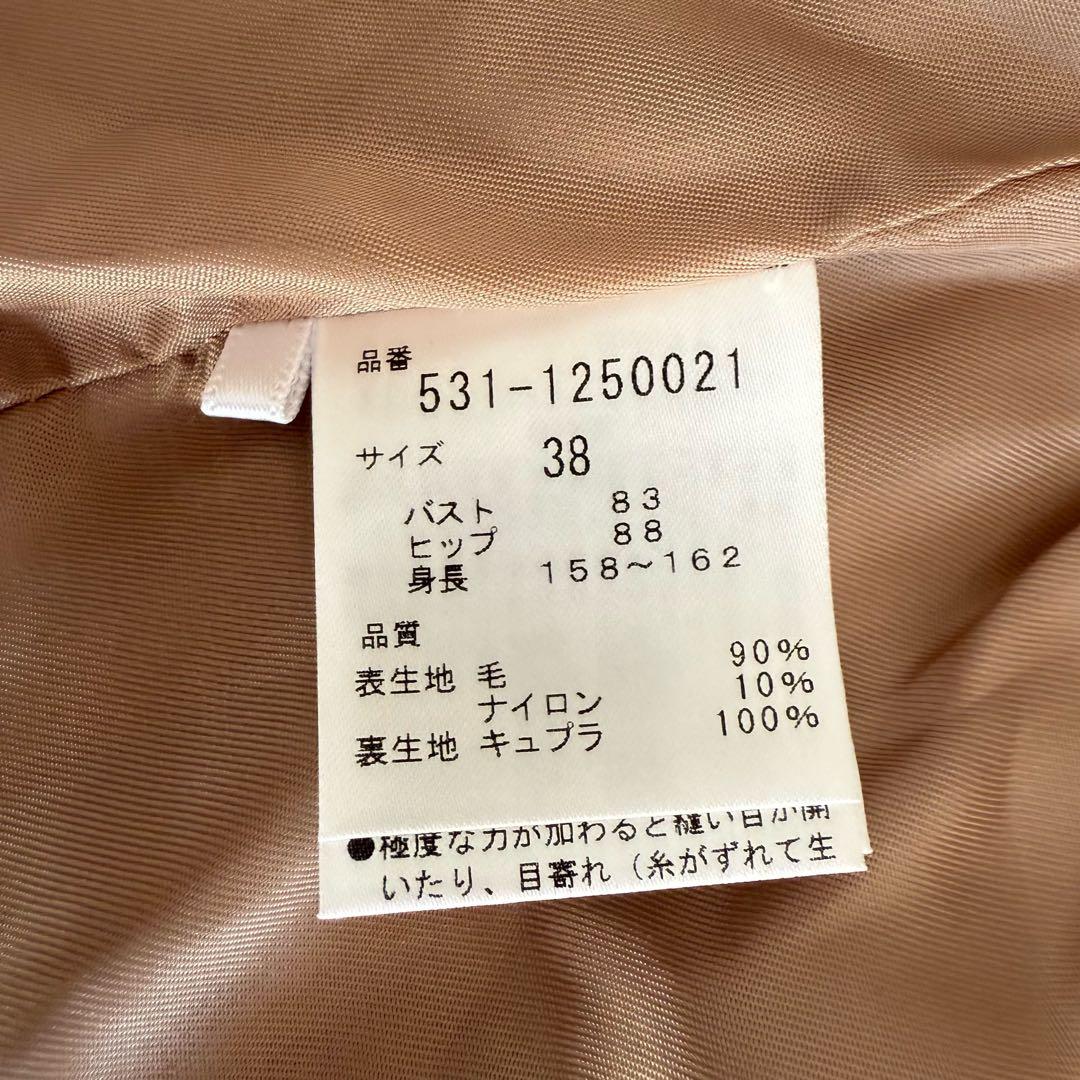 品番 531-1250021
サイズ 38
バスト 83
ヒップ 88
身長 158～162
品質
表生地 毛 90%
ナイロン 10%
裏生地 キュプラ 100%
●極度な力が加わると縫い目が開
いたり、目寄れ（糸がずれて生